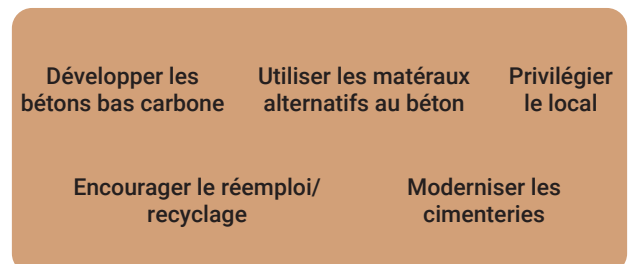 Développer les
bétons bas carbone
Utiliser les matéraux
alternatifs au béton
Privilégier
le local
Encourager le réemploi/
recyclage
Moderniser les
cimenteries